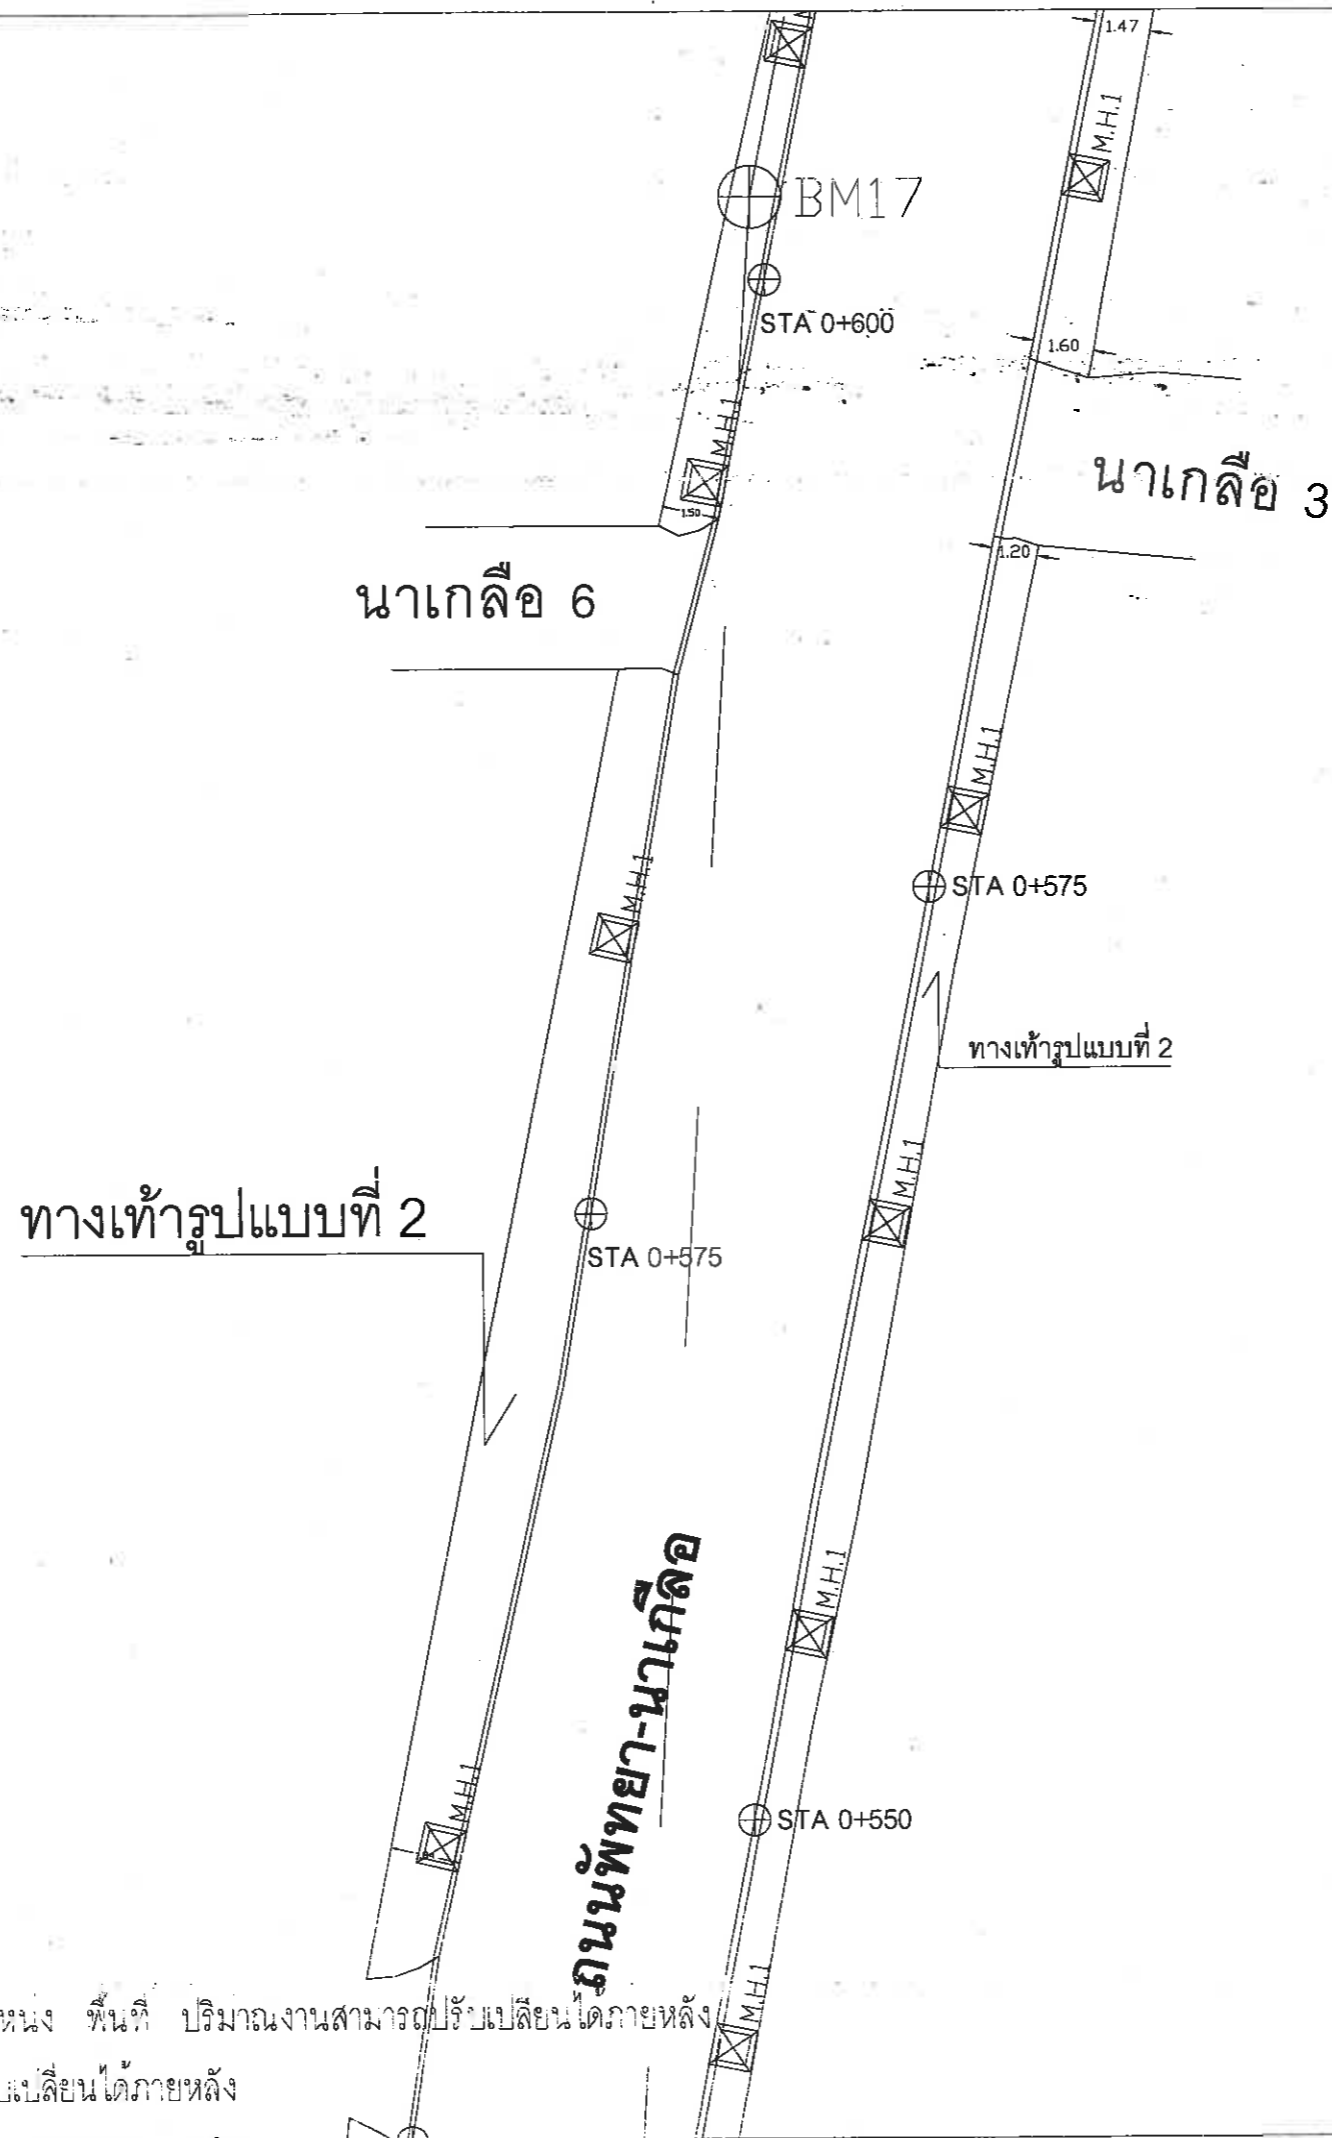 1.47
M.H.1
BM17
STA 0+600
1.60
M.H.1
นาเกลือ 3
1.50
1.20
นาเกลือ 6
M.H.1
M.H.1
STA 0+575
ทางเท้ารูปแบบที่ 2
M.H.1
ทางเท้ารูปแบบที่ 2
STA 0+575
M.H.1
ถนนพัทยา-นาเกลือ
M.H.1
STA 0+550
M.H.1
พื้นที่ ปริมาณงานสามารถปรับเปลี่ยนได้ภายหลัง
เปลี่ยนได้ภายหลัง